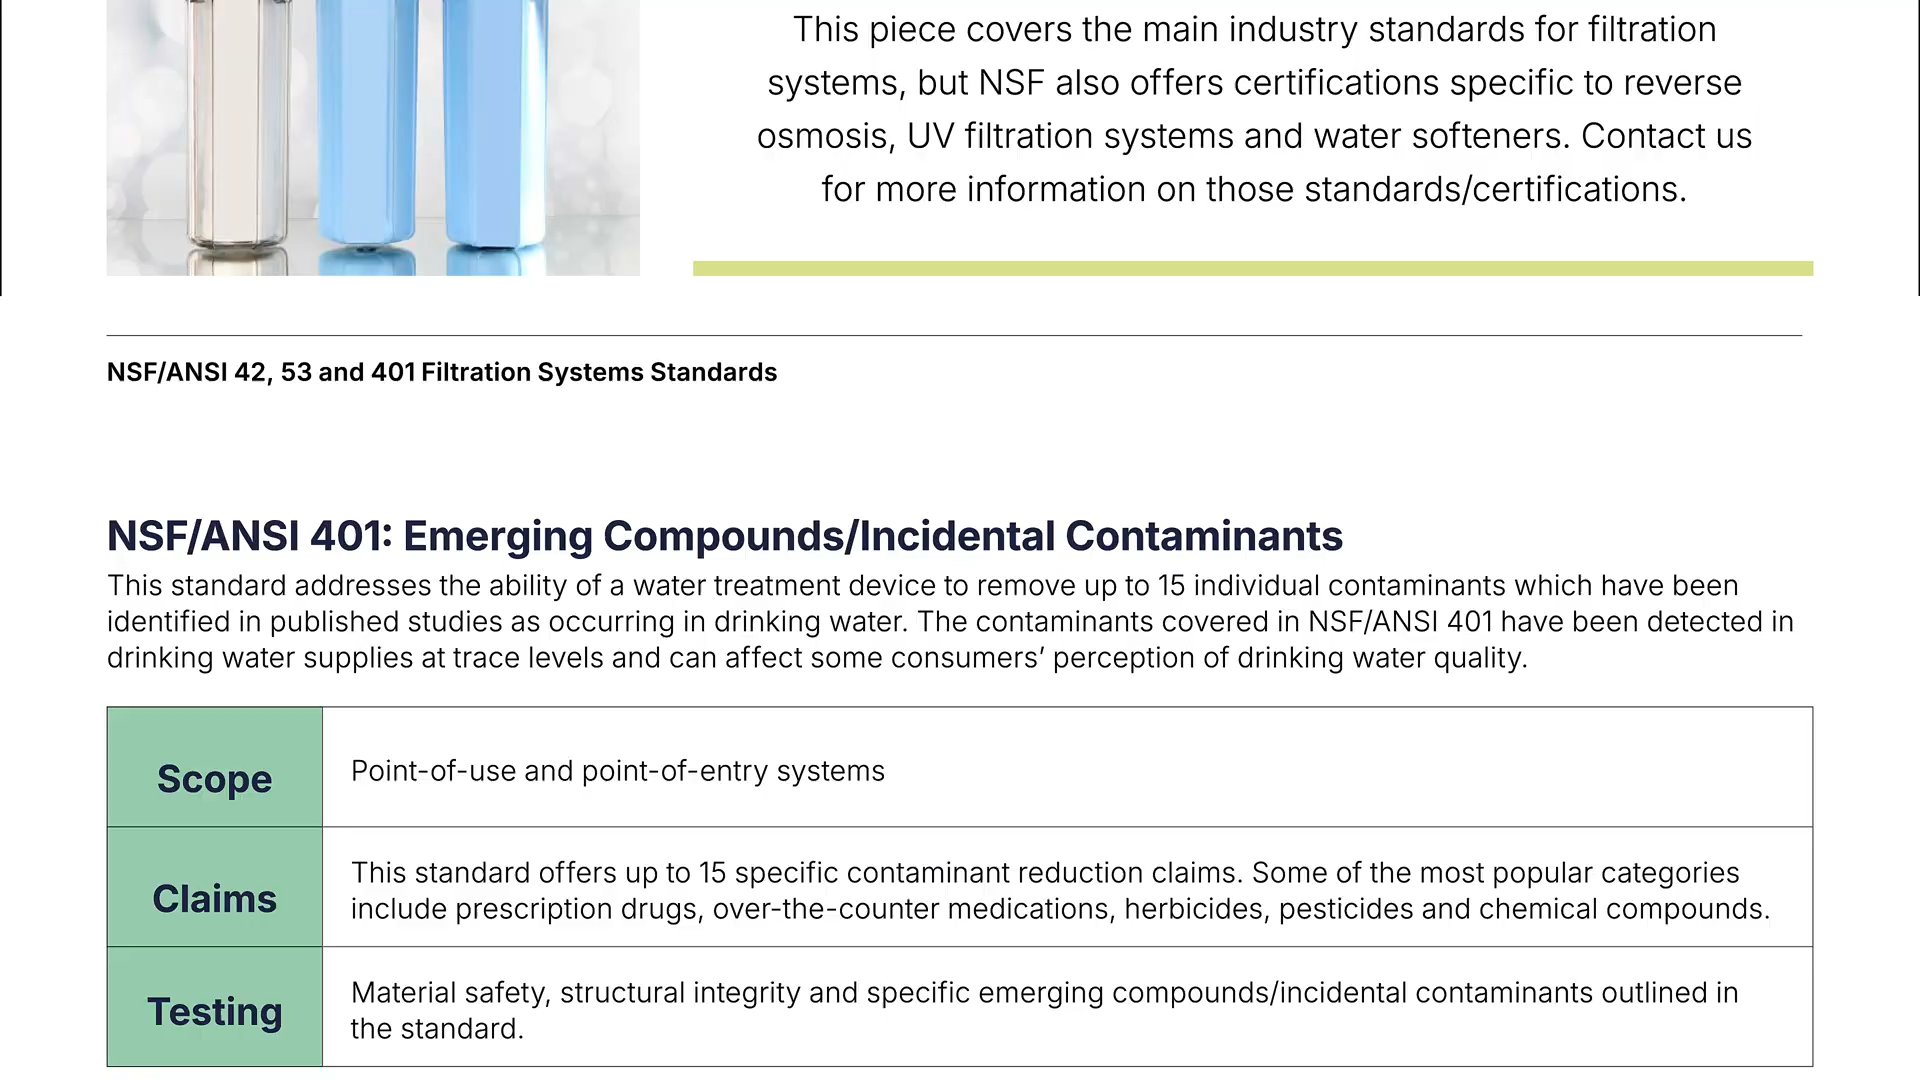 This piece covers the main industry standards for filtration
systems, but NSF also offers certifications specific to reverse
osmosis, UV filtration systems and water softeners. Contact us
for more information on those standards/certifications.
NSF/ANSI 42, 53 and 401 Filtration Systems Standards
NSF/ANSI 401: Emerging Compounds/Incidental Contaminants
This standard addresses the ability of a water treatment device to remove up to 15 individual contaminants which have been
identified in published studies as occurring in drinking water. The contaminants covered in NSF/ANSI 401 have been detected in
drinking water supplies at trace levels and can affect some consumers’ perception of drinking water quality.
Scope
Point-of-use and point-of-entry systems
Claims
This standard offers up to 15 specific contaminant reduction claims. Some of the most popular categories
include prescription drugs, over-the-counter medications, herbicides, pesticides and chemical compounds.
Testing
Material safety, structural integrity and specific emerging compounds/incidental contaminants outlined in
the standard.